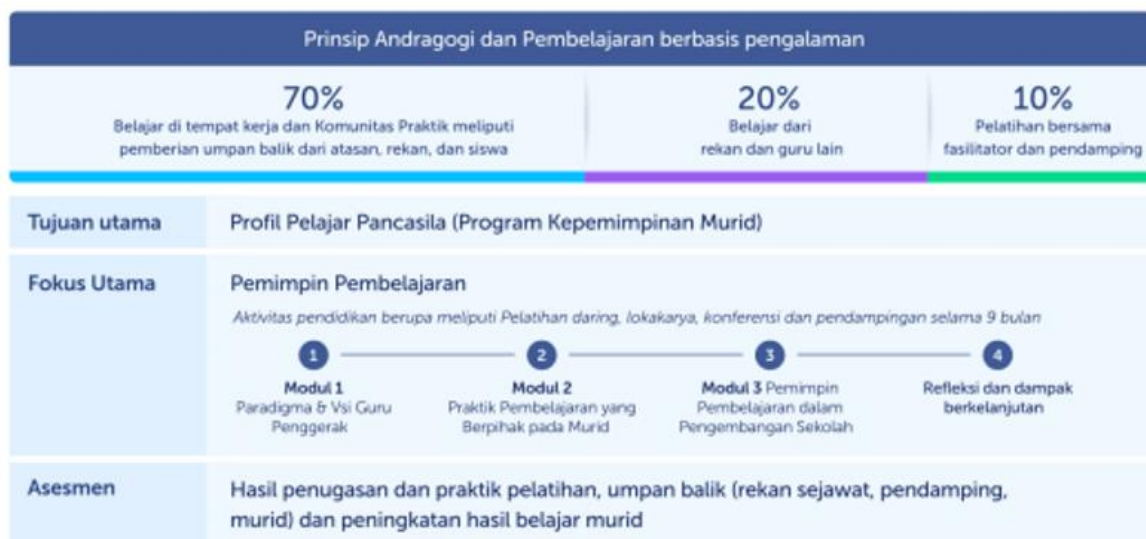 Prinsip Andragogi dan Pembelajaran berbasis pengalaman
70%
Belajar di tempat kerja dan Komunitas Praktik meliputi
pemberian umpan balik dari atasan, rekan, dan siswa
20%
Belajar dari
rekan dan guru lain
10%
Pelatihan bersama
fasilitator dan pendamping
Tujuan utama
Profil Pelajar Pancasila (Program Kepemimpinan Murid)
Fokus Utama
Pemimpin Pembelajaran
Aktivitas pendidikan berupa meliputi Pelatihan daring, lokakarya, konferensi dan pendampingan selama 9 bulan
1
Modul 1
Paradigma & Vsi Guru
Penggerak
2
Modul 2
Praktik Pembelajaran yang
Berpihak pada Murid
3
Modul 3 Pemimpin
Pembelajaran dalam
Pengembangan Sekolah
4
Refleksi dan dampak
berkelanjutan
Asesmen
Hasil penugasan dan praktik pelatihan, umpan balik (rekan sejawat, pendamping,
murid) dan peningkatan hasil belajar murid